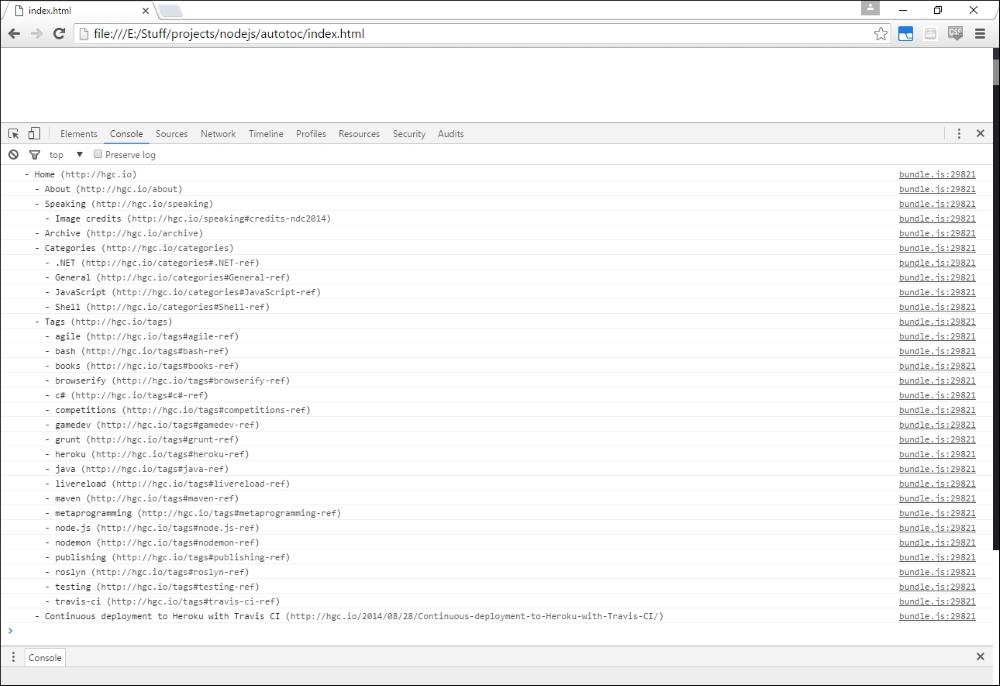 index.html
file:///E:/Stuff/projects/nodejs/autotoc/index.html
CSF
Elements Console Sources Network Timeline Profiles Resources Security Audits
top Preserve log
- Home (http://hgc.io) bundle.js:29821
- About (http://hgc.io/about) bundle.js:29821
- Speaking (http://hgc.io/speaking) bundle.js:29821
- Image credits (http://hgc.io/speaking#credits-ndc2014) bundle.js:29821
- Archive (http://hgc.io/archive) bundle.js:29821
- Categories (http://hgc.io/categories) bundle.js:29821
- .NET (http://hgc.io/categories#.NET-ref) bundle.js:29821
- General (http://hgc.io/categories#General-ref) bundle.js:29821
- JavaScript (http://hgc.io/categories#JavaScript-ref) bundle.js:29821
- Shell (http://hgc.io/categories#Shell-ref) bundle.js:29821
- Tags (http://hgc.io/tags) bundle.js:29821
- agile (http://hgc.io/tags#agile-ref) bundle.js:29821
- bash (http://hgc.io/tags#bash-ref) bundle.js:29821
- books (http://hgc.io/tags#books-ref) bundle.js:29821
- browserify (http://hgc.io/tags#browserify-ref) bundle.js:29821
- c# (http://hgc.io/tags#c#-ref) bundle.js:29821
- competitions (http://hgc.io/tags#competitions-ref) bundle.js:29821
- gamedev (http://hgc.io/tags#gamedev-ref) bundle.js:29821
- grunt (http://hgc.io/tags#grunt-ref) bundle.js:29821
- heroku (http://hgc.io/tags#heroku-ref) bundle.js:29821
- java (http://hgc.io/tags#java-ref) bundle.js:29821
- livereload (http://hgc.io/tags#livereload-ref) bundle.js:29821
- maven (http://hgc.io/tags#maven-ref) bundle.js:29821
- metaprogramming (http://hgc.io/tags#metaprogramming-ref) bundle.js:29821
- node.js (http://hgc.io/tags#node.js-ref) bundle.js:29821
- nodemon (http://hgc.io/tags#nodemon-ref) bundle.js:29821
- publishing (http://hgc.io/tags#publishing-ref) bundle.js:29821
- roslyn (http://hgc.io/tags#roslyn-ref) bundle.js:29821
- testing (http://hgc.io/tags#testing-ref) bundle.js:29821
- travis-ci (http://hgc.io/tags#travis-ci-ref) bundle.js:29821
- Continuous deployment to Heroku with Travis CI (http://hgc.io/2014/08/28/Continuous-deployment-to-Heroku-with-Travis-CI/) bundle.js:29821
Console